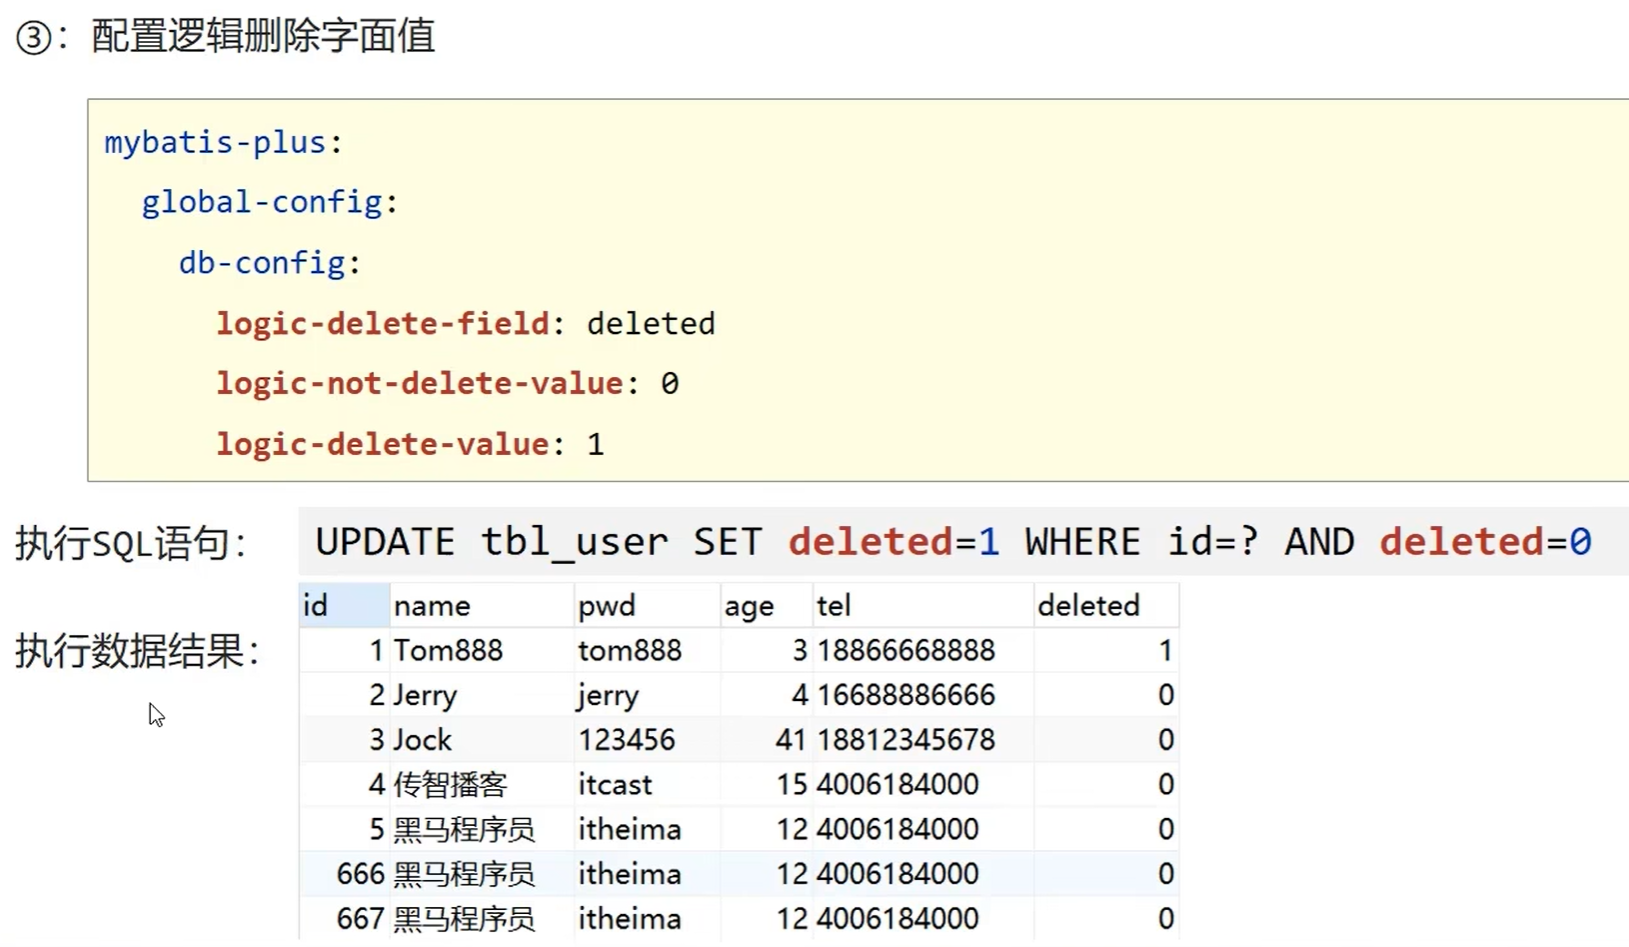 ③：配置逻辑删除字面值
mybatis-plus:
global-config:
db-config:
logic-delete-field: deleted
logic-not-delete-value: 0
logic-delete-value: 1
执行SQL语句： UPDATE tbl_user SET deleted=1 WHERE id=? AND deleted=0
执行数据结果：
id name pwd age tel deleted
1 Tom888 tom888 3 18866668888 1
2 Jerry jerry 4 16688886666 0
3 Jock 123456 41 18812345678 0
4 传智播客 itcast 15 4006184000 0
5 黑马程序员 itheima 12 4006184000 0
666 黑马程序员 itheima 12 4006184000 0
667 黑马程序员 itheima 12 4006184000 0